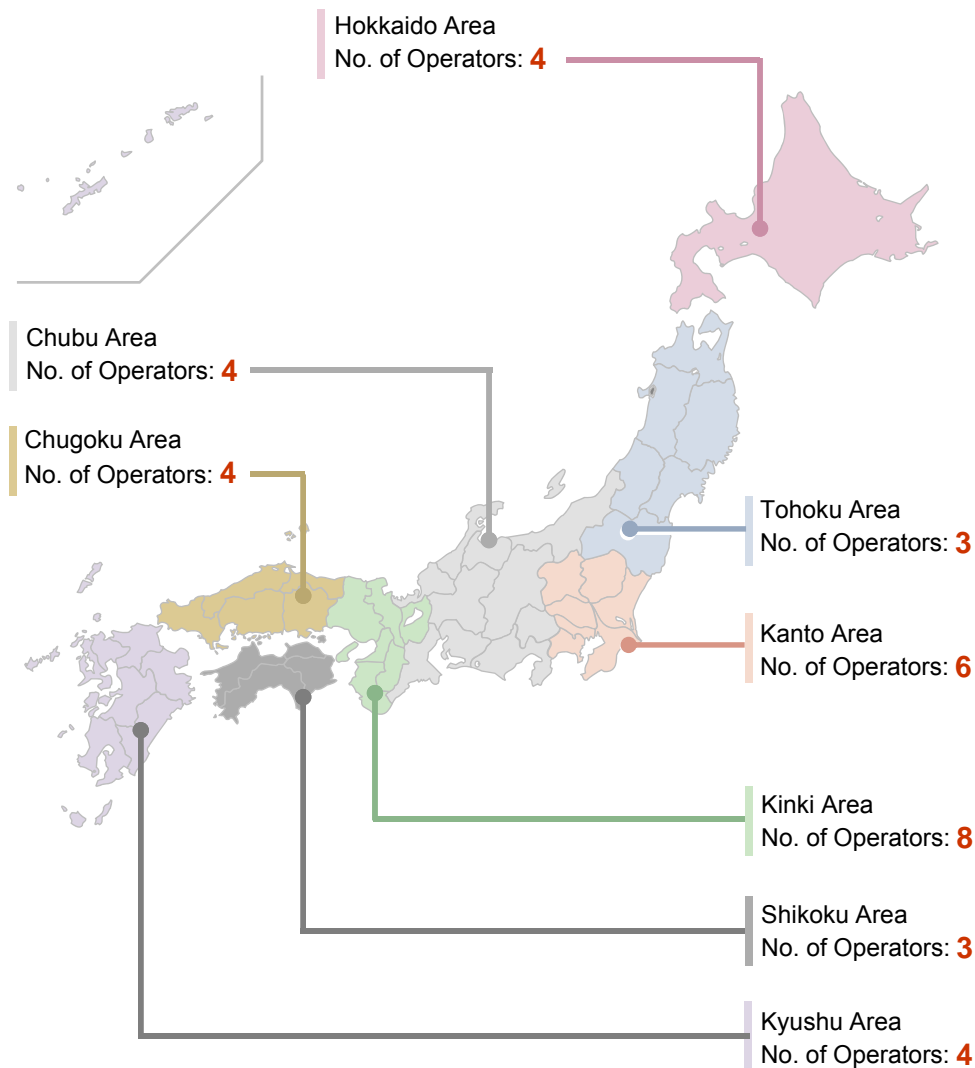 Hokkaido Area
No. of Operators: 4
Chubu Area
No. of Operators: 4
Chugoku Area
No. of Operators: 4
Tohoku Area
No. of Operators: 3
Kanto Area
No. of Operators: 6
Kinki Area
No. of Operators: 8
Shikoku Area
No. of Operators: 3
Kyushu Area
No. of Operators: 4